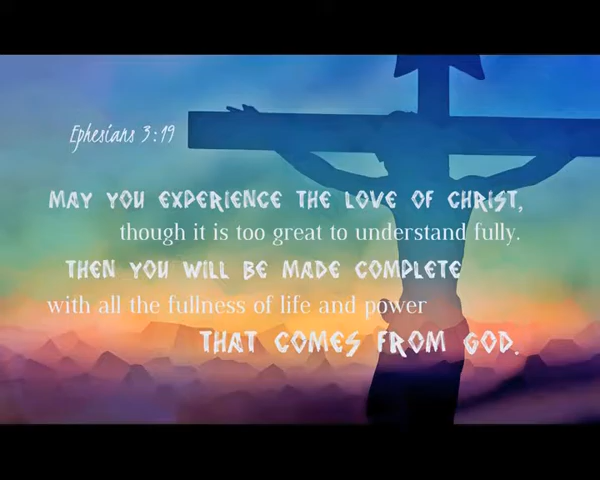 Ephesians 3:19
MAY YOU EXPERIENCE THE LOVE OF CHRIST,
though it is too great to understand fully.
THEN YOU WILL BE MADE COMPLETE
with all the fullness of life and power
THAT COMES FROM GOD.